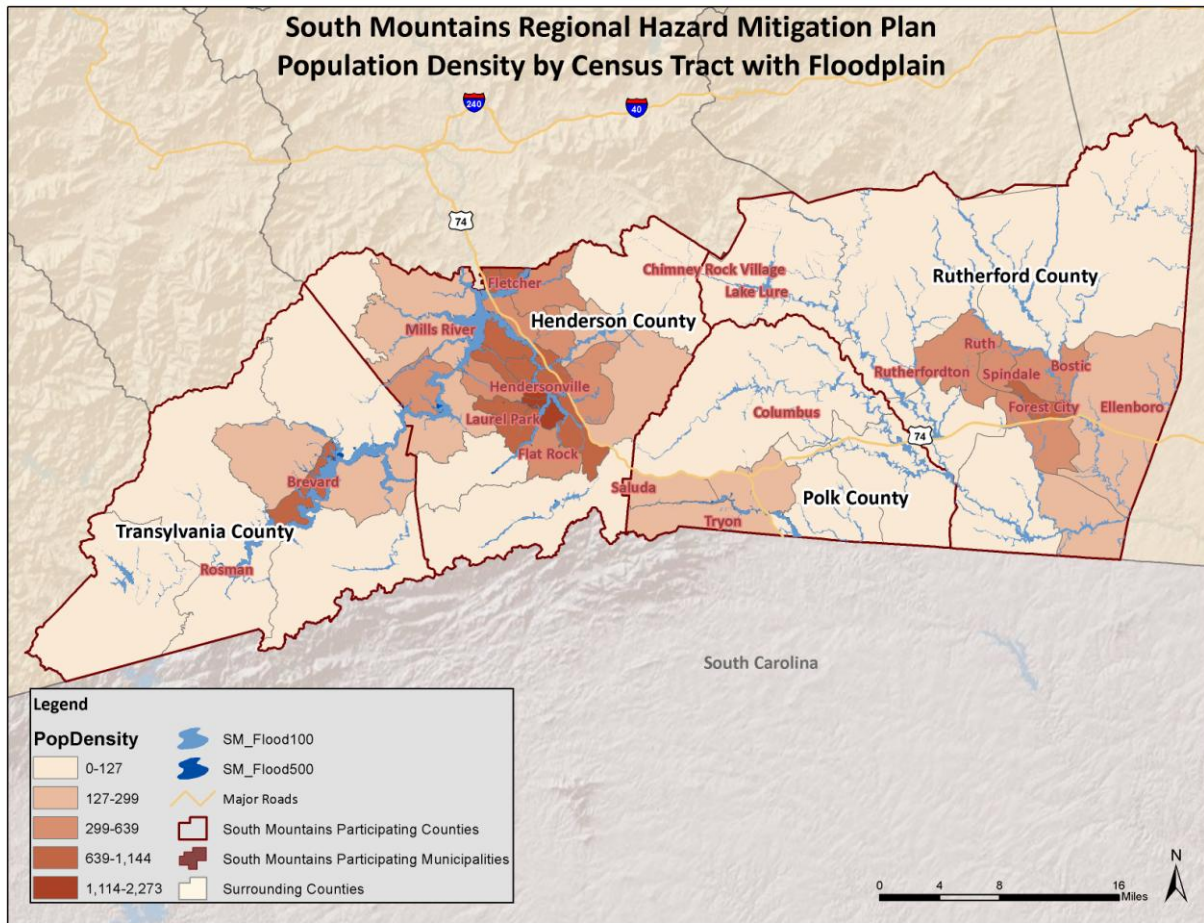 South Mountains Regional Hazard Mitigation Plan
Population Density by Census Tract with Floodplain
240
40
74
Fletcher
Chimney Rock Village
Lake Lure
Rutherford County
Mills River
Henderson County
Ruth
Bostic
Rutherfordton
Spindale
Hendersonville
Laurel Park
Columbus
Forest City
Ellenboro
74
Flat Rock
Brevard
Saluda
Polk County
Transylvania County
Tryon
Rosman
South Carolina
Legend
PopDensity
0-127
127-299
299-639
639-1,144
1,114-2,273
SM_Flood100
SM_Flood500
Major Roads
South Mountains Participating Counties
South Mountains Participating Municipalities
Surrounding Counties
N
0 4 8 16
Miles